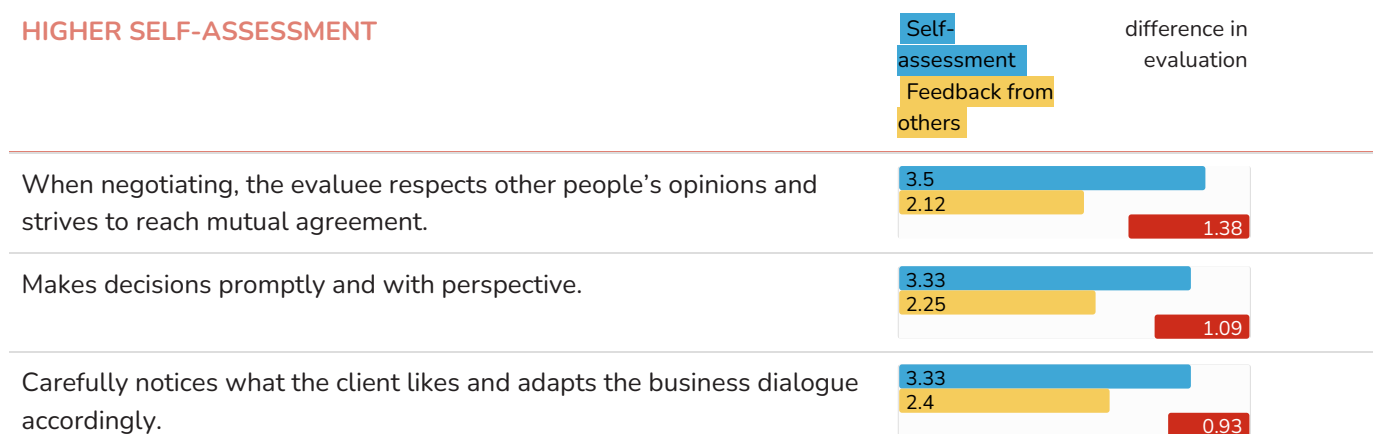 HIGHER SELF-ASSESSMENT
Self-
assessment
Feedback from
others
difference in
evaluation
When negotiating, the evaluee respects other people’s opinions and
strives to reach mutual agreement.
3.5
2.12
1.38
Makes decisions promptly and with perspective.
3.33
2.25
1.09
Carefully notices what the client likes and adapts the business dialogue
accordingly.
3.33
2.4
0.93